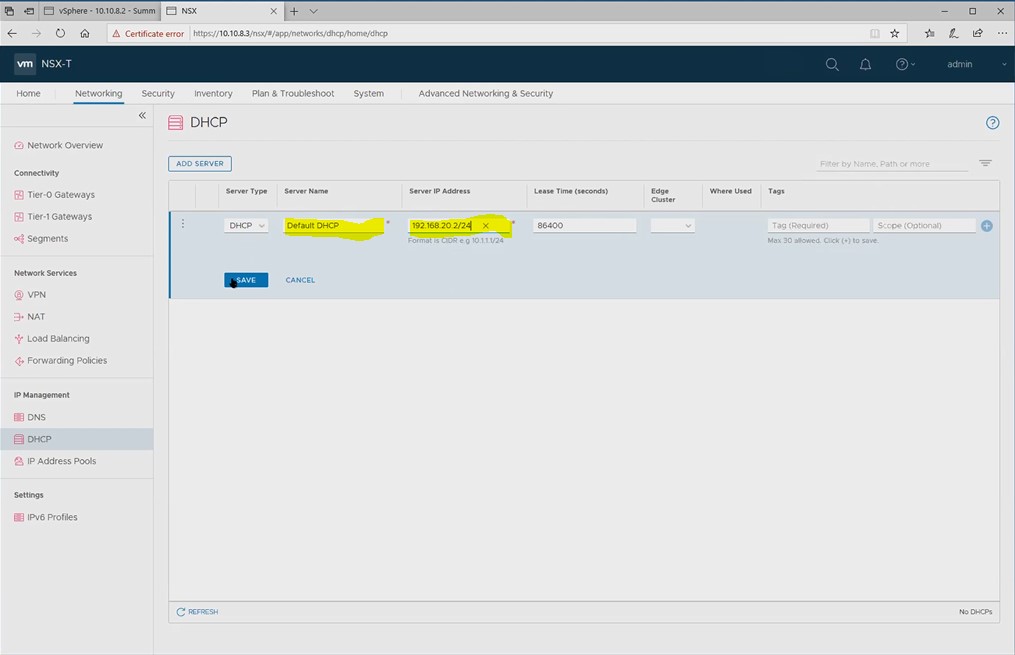 vSphere - 10.10.8.2 - Summ
NSX
Certificate error
https://10.10.8.3/nsx/#/app/networks/dhcp/home/dhcp
vm NSX-T
admin
Home
Networking
Security
Inventory
Plan & Troubleshoot
System
Advanced Networking & Security
Network Overview
Connectivity
Tier-0 Gateways
Tier-1 Gateways
Segments
Network Services
VPN
NAT
Load Balancing
Forwarding Policies
IP Management
DNS
DHCP
IP Address Pools
Settings
IPv6 Profiles
DHCP
ADD SERVER
Filter by Name, Path or more
Server Type
Server Name
Server IP Address
Lease Time (seconds)
Edge
Cluster
Where Used
Tags
DHCP
Default DHCP *
192.168.20.2/24 *
86400
Tag (Required)
Scope (Optional)
Format is CIDR e.g 10.1.1.1/24
Max 30 allowed. Click (+) to save.
SAVE
CANCEL
REFRESH
No DHCPs